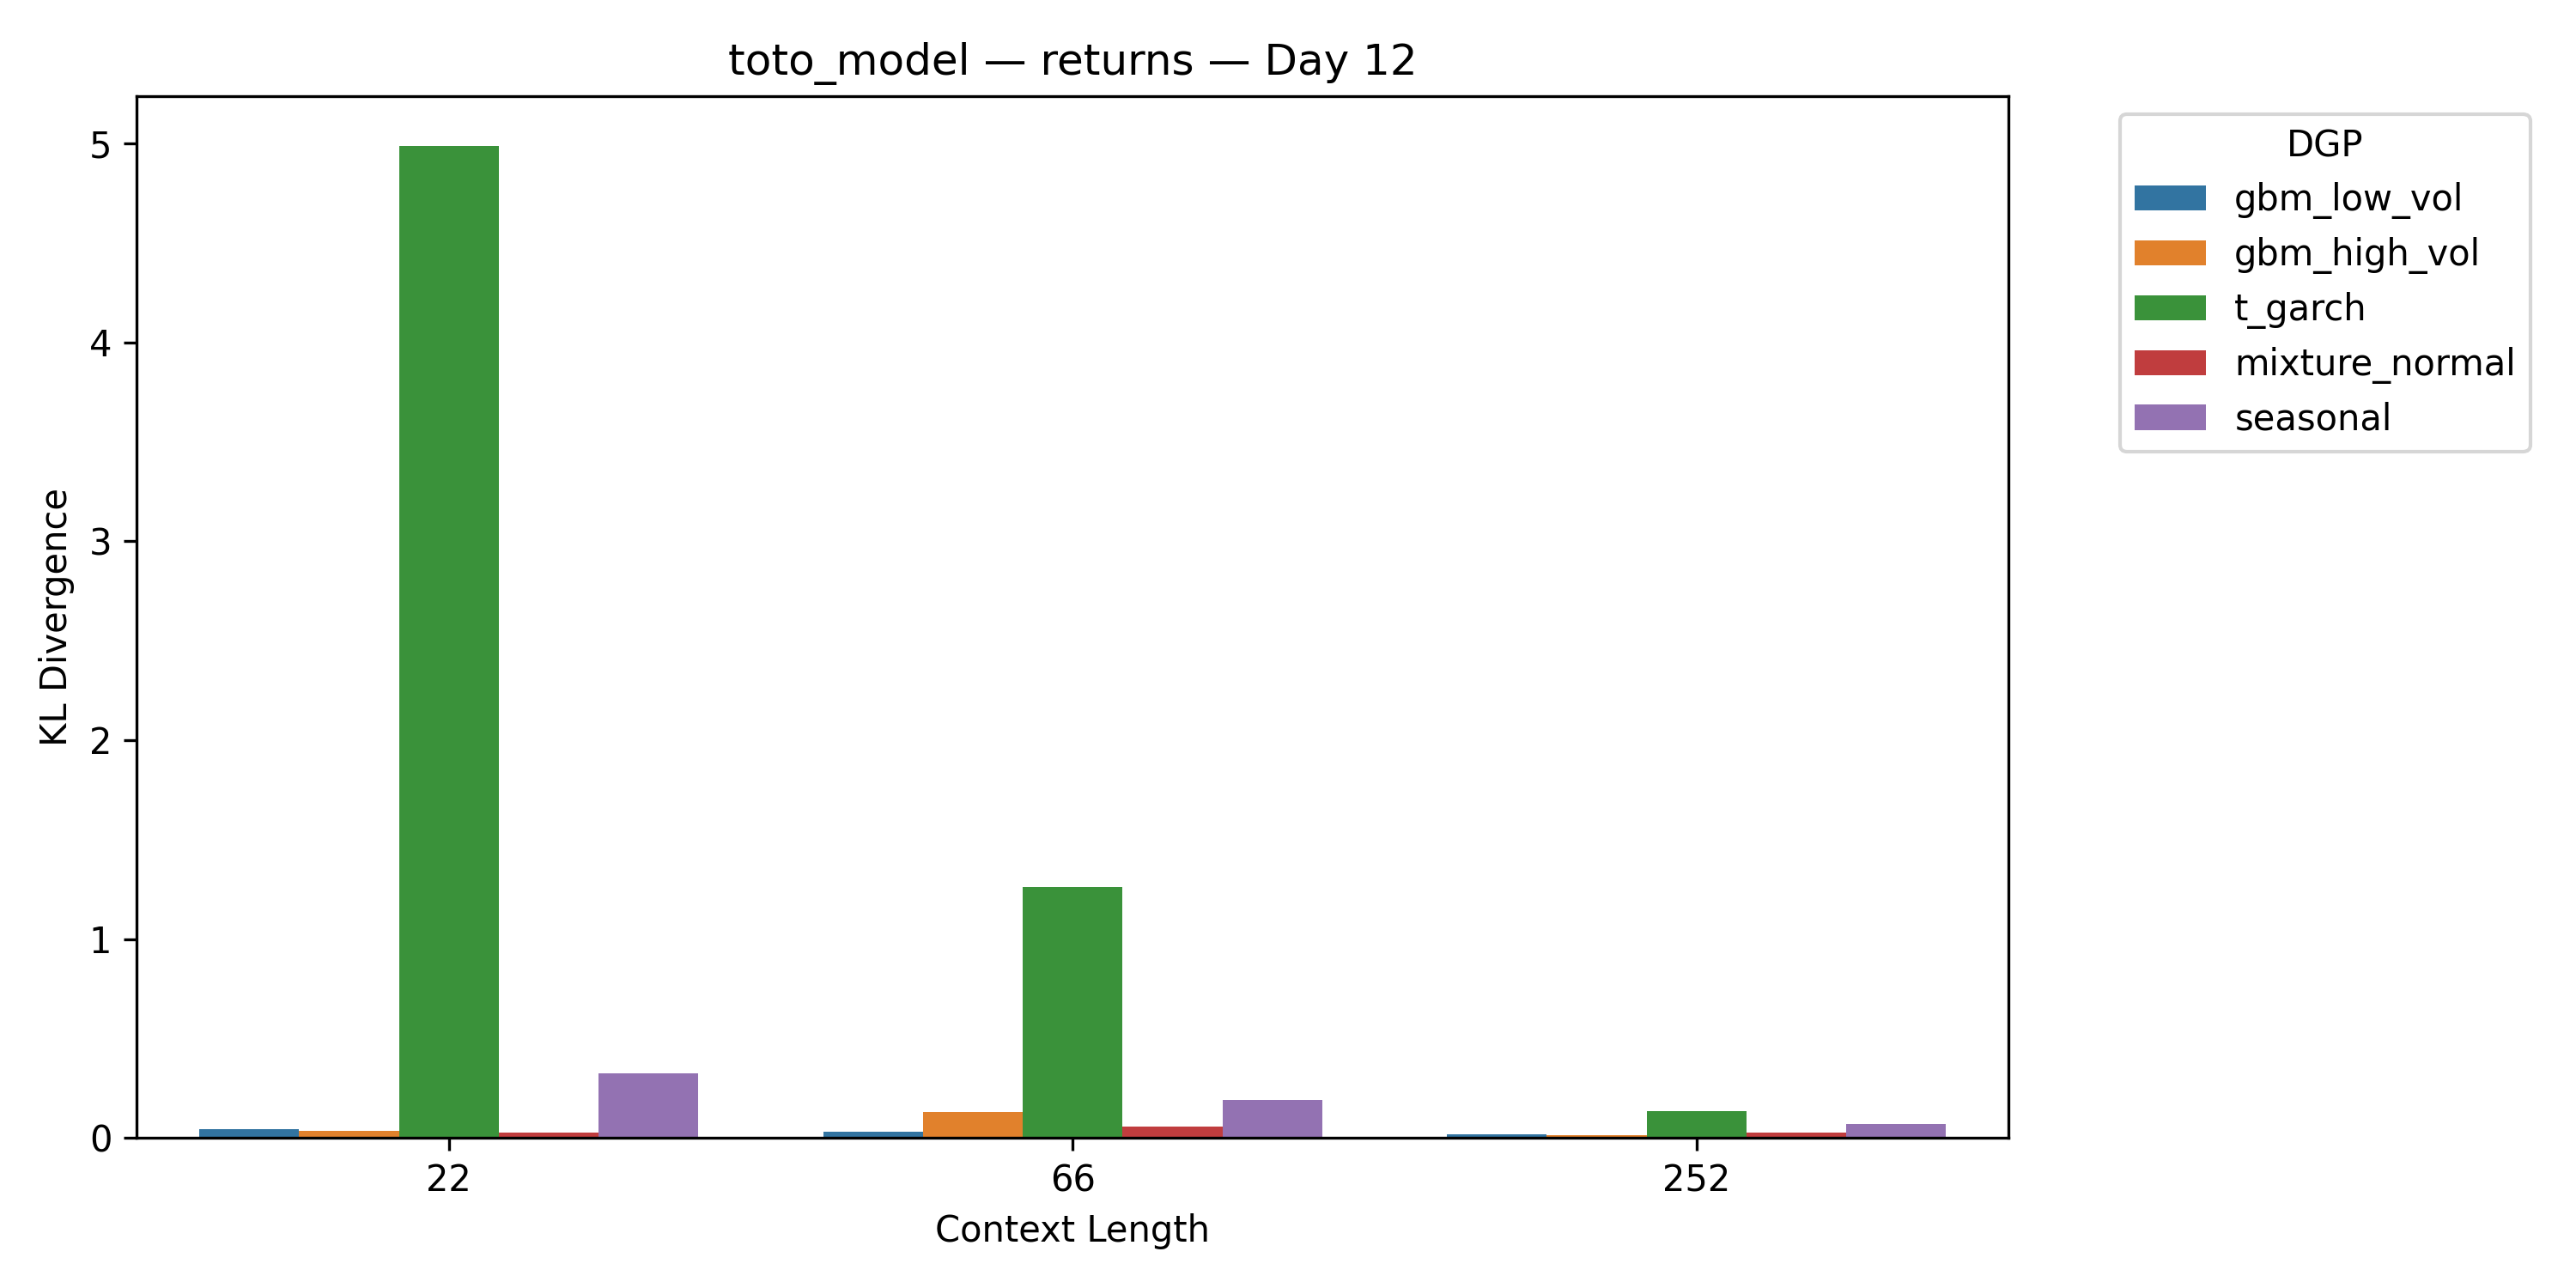 toto_model — returns — Day 12
5
4
3
2
1
0
KL Divergence
22
66
252
Context Length
DGP
gbm_low_vol
gbm_high_vol
t_garch
mixture_normal
seasonal